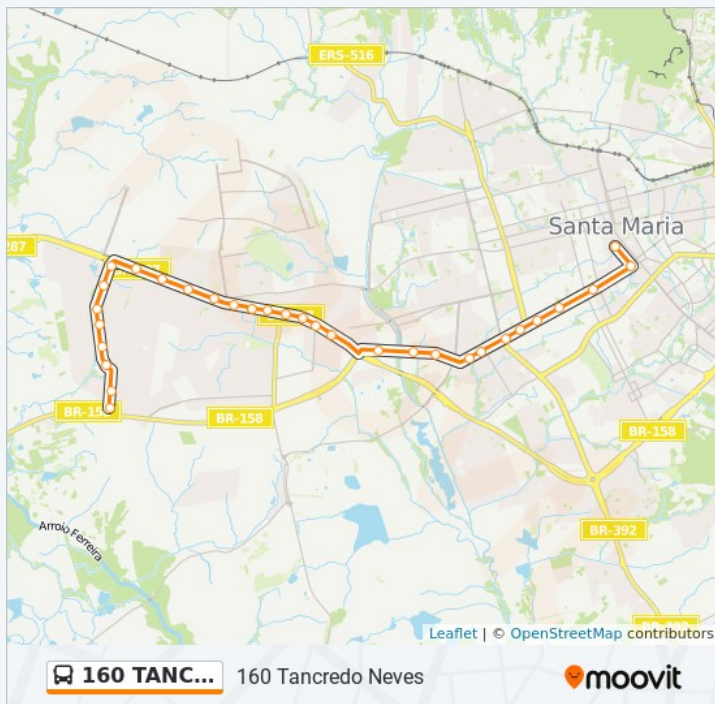 ERS-516
Santa Maria
287
BR-158
BR-158
BR-392
Arroio Ferreira
Leaflet | © OpenStreetMap contributors
160 TANC...
160 Tancredo Neves
moovit